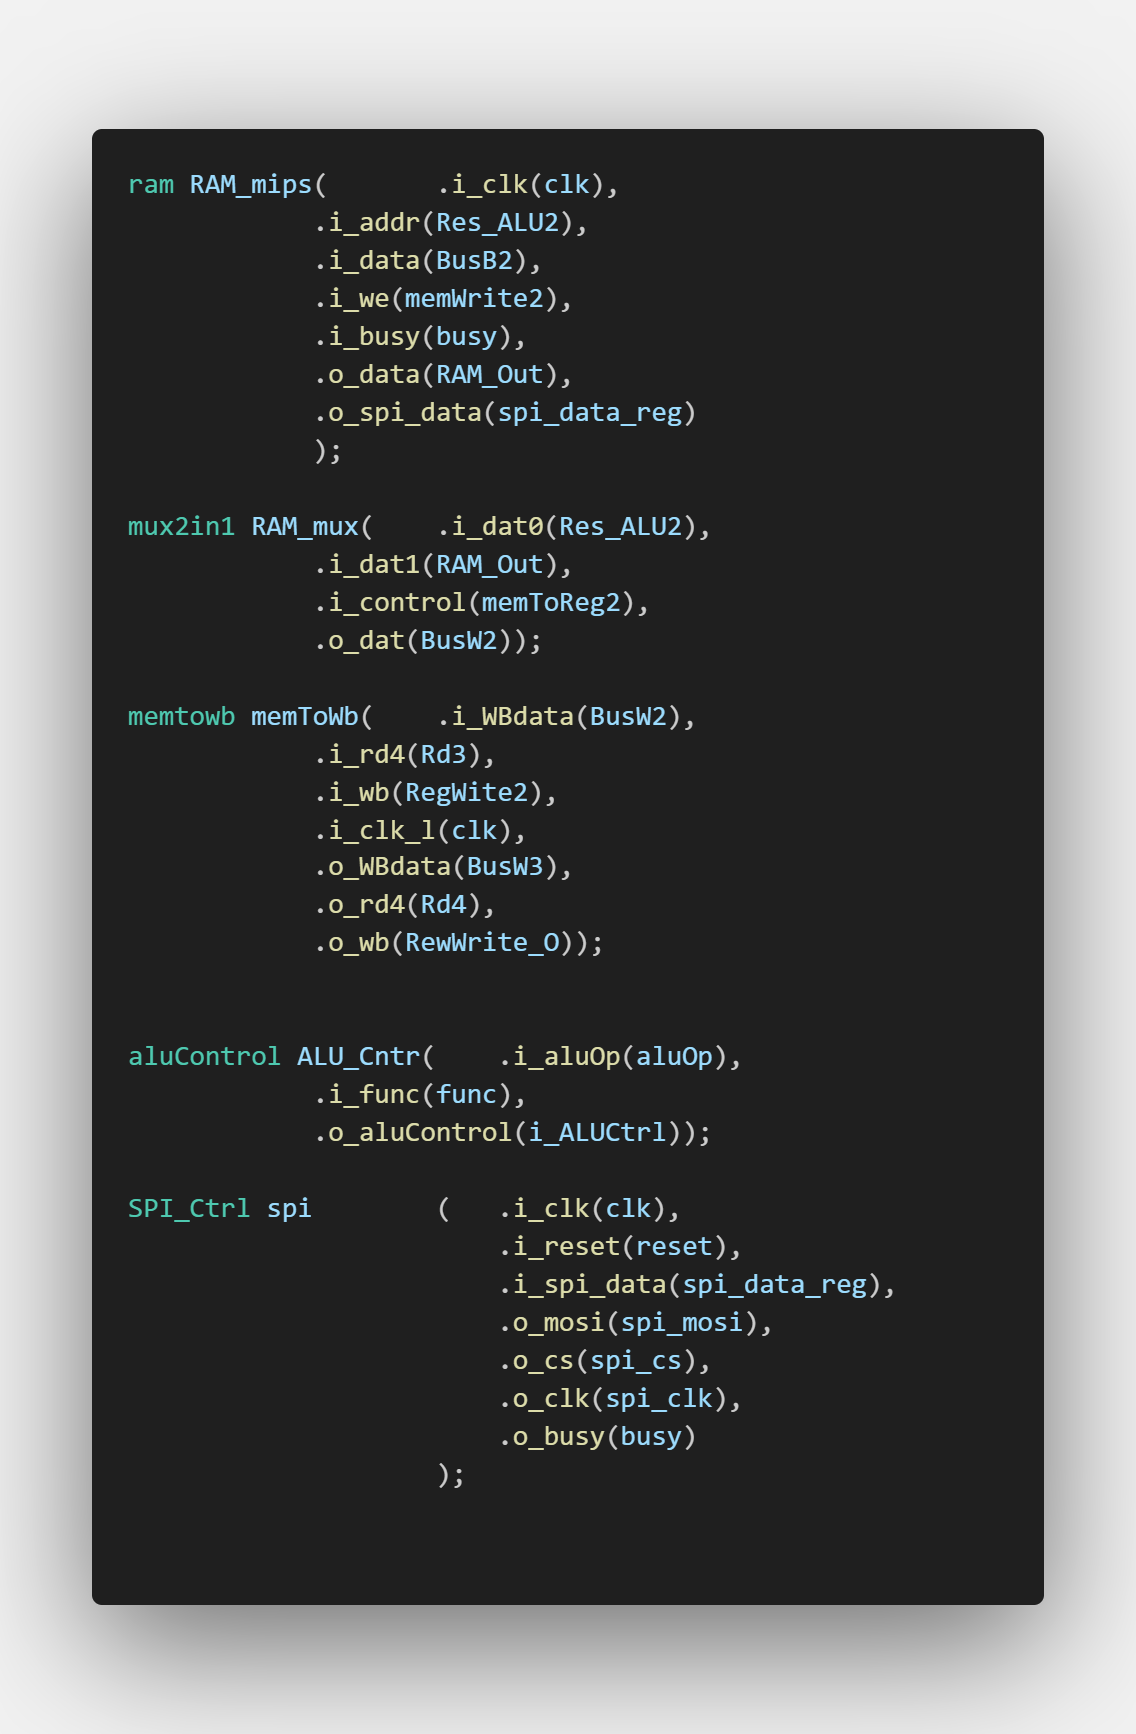 ram RAM_mips(       .i_clk(clk),
            .i_addr(Res_ALU2),
            .i_data(BusB2),
            .i_we(memWrite2),
            .i_busy(busy),
            .o_data(RAM_Out),
            .o_spi_data(spi_data_reg)
            );
mux2in1 RAM_mux(    .i_dat0(Res_ALU2),
            .i_dat1(RAM_Out),
            .i_control(memToReg2),
            .o_dat(BusW2));
memtowb memToWb(    .i_WBdata(BusW2),
            .i_rd4(Rd3),
            .i_wb(RegWite2),
            .i_clk_l(clk),
            .o_WBdata(BusW3),
            .o_rd4(Rd4),
            .o_wb(RewWrite_O));
aluControl ALU_Cntr(    .i_aluOp(aluOp),
            .i_func(func),
            .o_aluControl(i_ALUCtrl));
SPI_Ctrl spi        (   .i_clk(clk),
                        .i_reset(reset),
                        .i_spi_data(spi_data_reg),
                        .o_mosi(spi_mosi),
                        .o_cs(spi_cs),
                        .o_clk(spi_clk),
                        .o_busy(busy)
                    );